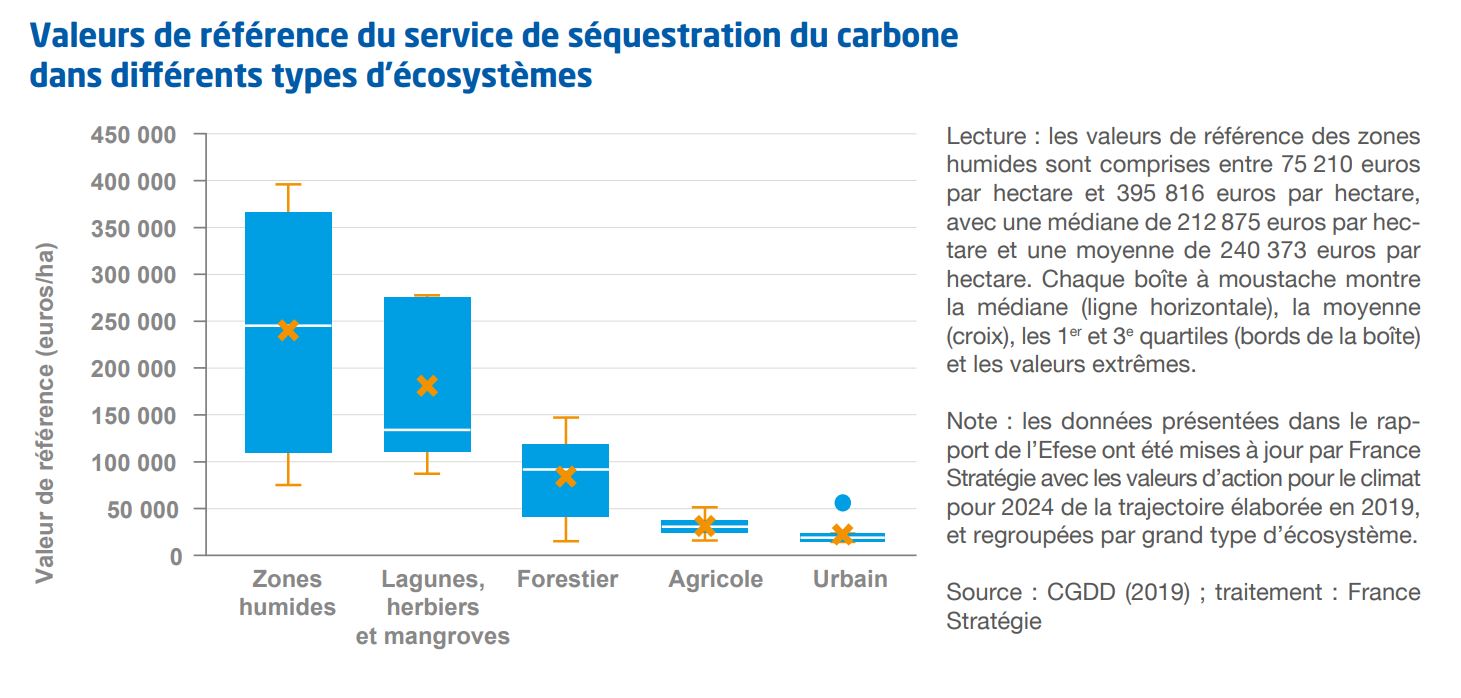 Valeurs de référence du service de séquestration du carbone
dans différents types d'écosystèmes
Valeur de référence (euros/ha)
450 000
400 000
350 000
300 000
250 000
200 000
150 000
100 000
50 000
0
Zones
humides
Lagunes,
herbiers
et mangroves
Forestier
Agricole
Urbain
Lecture : les valeurs de référence des zones
humides sont comprises entre 75 210 euros
par hectare et 395 816 euros par hectare,
avec une médiane de 212 875 euros par hec-
tare et une moyenne de 240 373 euros par
hectare. Chaque boîte à moustache montre
la médiane (ligne horizontale), la moyenne
(croix), les 1er et 3e quartiles (bords de la boîte)
et les valeurs extrêmes.
Note : les données présentées dans le rap-
port de l'Efese ont été mises à jour par France
Stratégie avec les valeurs d'action pour le climat
pour 2024 de la trajectoire élaborée en 2019,
et regroupées par grand type d'écosystème.
Source : CGDD (2019) ; traitement : France
Stratégie